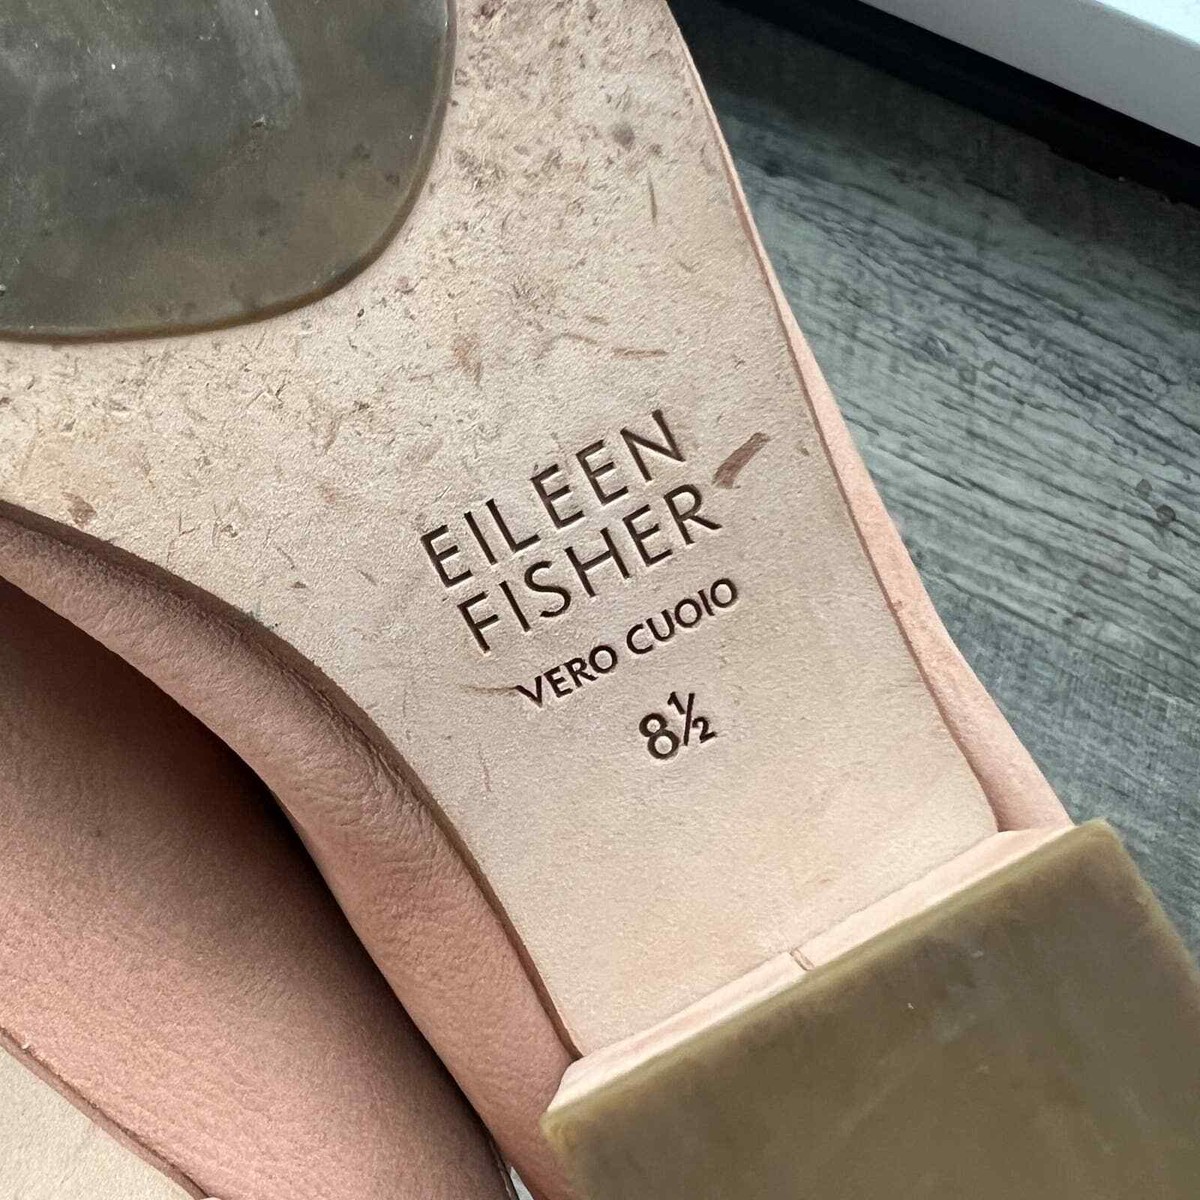 EILEEN
FISHER
VERO CUOIO
8½